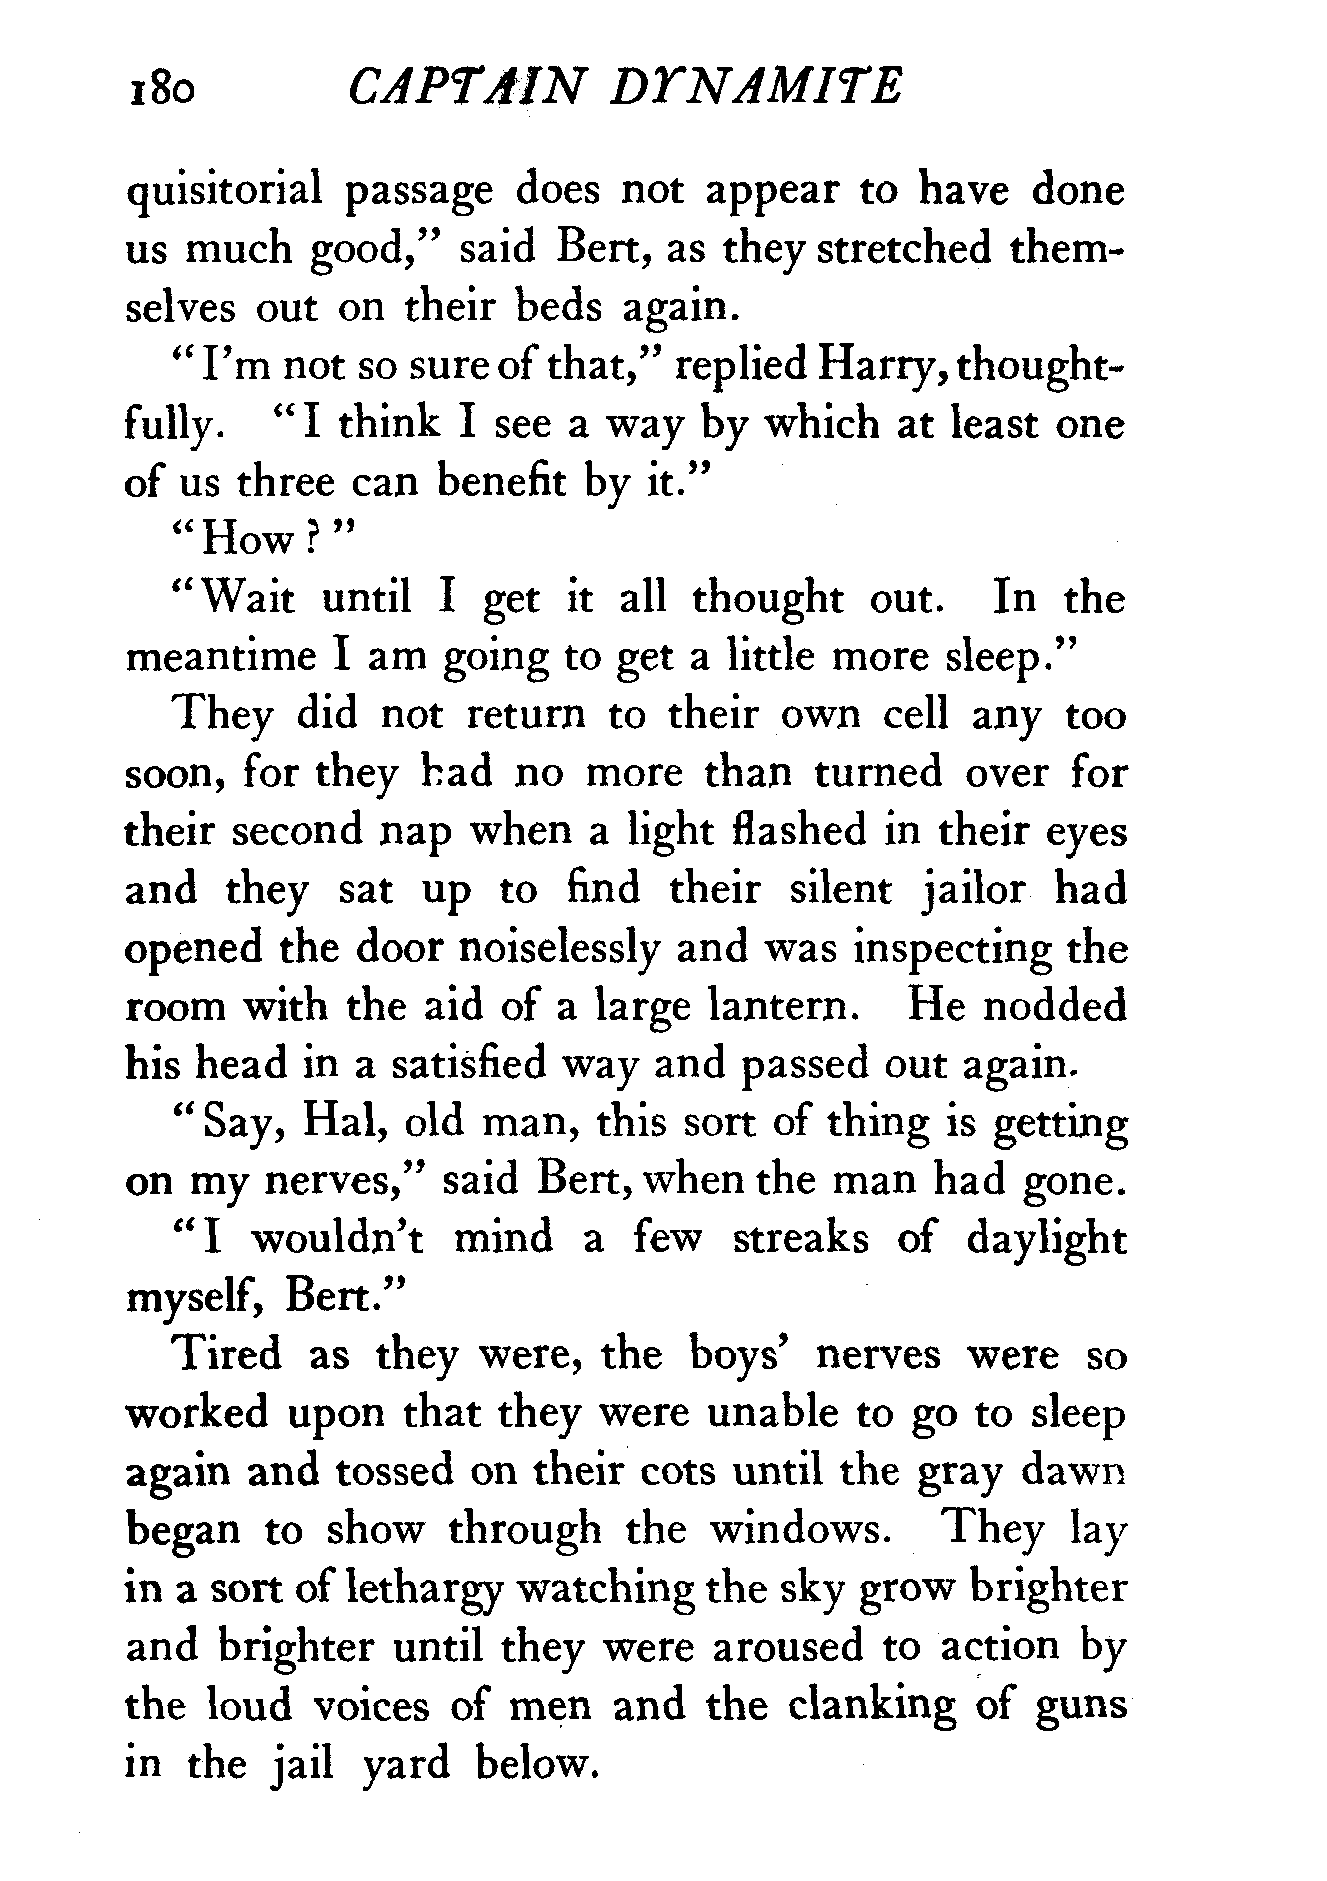 180 CAPTAIN DYNAMITE
quisitorial passage does not appear to have done
us much good,” said Bert, as they stretched them-
selves out on their beds again.
“I’m not so sure of that,” replied Harry, thought-
fully. “I think I see a way by which at least one
of us three can benefit by it.”
“How?”
“Wait until I get it all thought out. In the
meantime I am going to get a little more sleep.”
They did not return to their own cell any too
soon, for they had no more than turned over for
their second nap when a light flashed in their eyes
and they sat up to find their silent jailor had
opened the door noiselessly and was inspecting the
room with the aid of a large lantern. He nodded
his head in a satisfied way and passed out again.
“Say, Hal, old man, this sort of thing is getting
on my nerves,” said Bert, when the man had gone.
“I wouldn’t mind a few streaks of daylight
myself, Bert.”
Tired as they were, the boys’ nerves were so
worked upon that they were unable to go to sleep
again and tossed on their cots until the gray dawn
began to show through the windows. They lay
in a sort of lethargy watching the sky grow brighter
and brighter until they were aroused to action by
the loud voices of men and the clanking of guns
in the jail yard below.